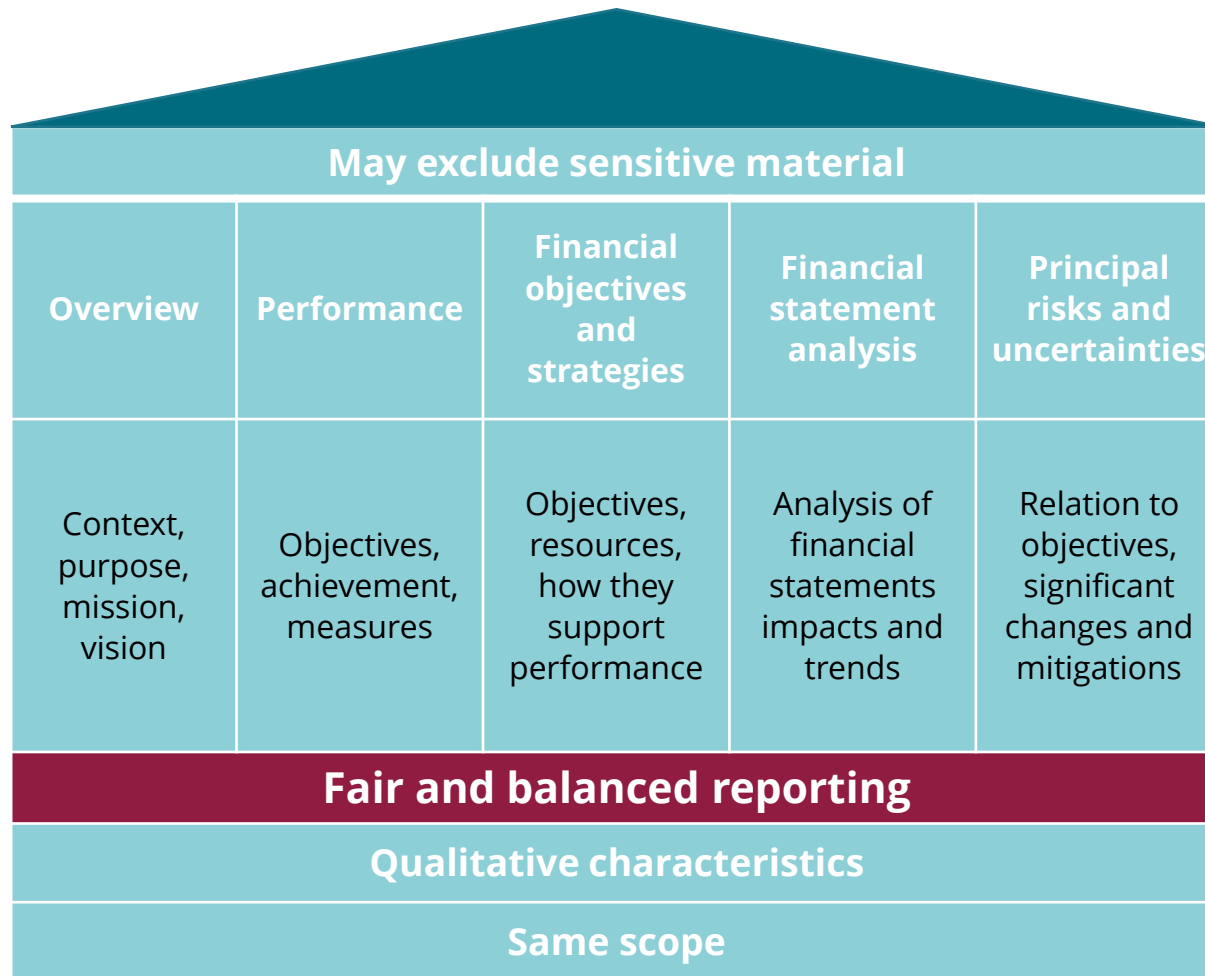 May exclude sensitive material
Overview
Performance
Financial
objectives
and
strategies
Financial
statement
analysis
Principal
risks and
uncertainties
Context,
purpose,
mission,
vision
Objectives,
achievement,
measures
Objectives,
resources,
how they
support
performance
Analysis of
financial
statements
impacts and
trends
Relation to
objectives,
significant
changes and
mitigations
Fair and balanced reporting
Qualitative characteristics
Same scope